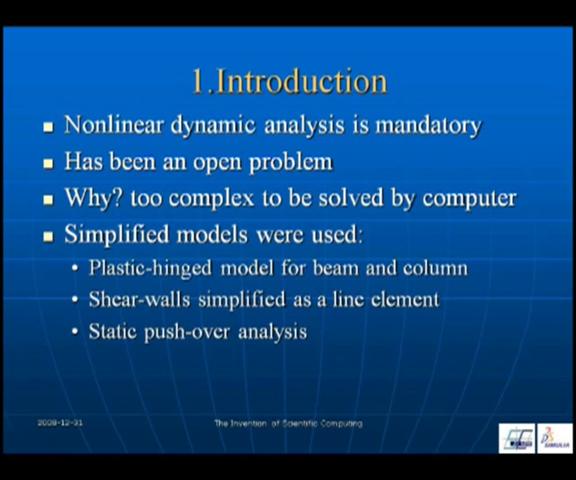 1.Introduction
Nonlinear dynamic analysis is mandatory
Has been an open problem
Why? too complex to be solved by computer
Simplified models were used:
Plastic-hinged model for beam and column
Shear-walls simplified as a line element
Static push-over analysis
2008-12-31
The Invention of Scientific Computing
SIMULIA